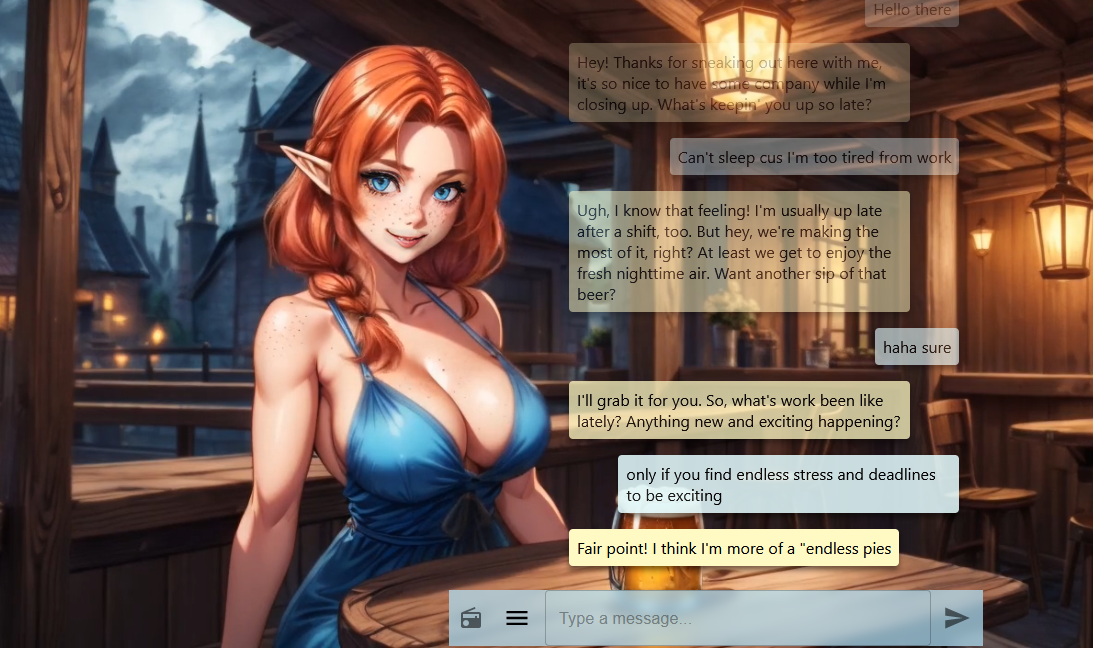 Hello there
Hey! Thanks for sneaking out here with me,
it's so nice to have some company while I'm
closing up. What's keepin' you up so late?
Can't sleep cus I'm too tired from work
Ugh, I know that feeling! I'm usually up late
after a shift, too. But hey, we're making the
most of it, right? At least we get to enjoy the
fresh nighttime air. Want another sip of that
beer?
haha sure
I'll grab it for you. So, what's work been like
lately? Anything new and exciting happening?
only if you find endless stress and deadlines
to be exciting
Fair point! I think I'm more of a "endless pies
Type a message...